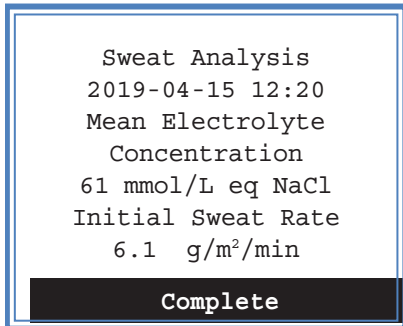 Sweat Analysis
2019-04-15 12:20
Mean Electrolyte
Concentration
61 mmol/L eq NaCl
Initial Sweat Rate
6.1 g/m²/min
Complete